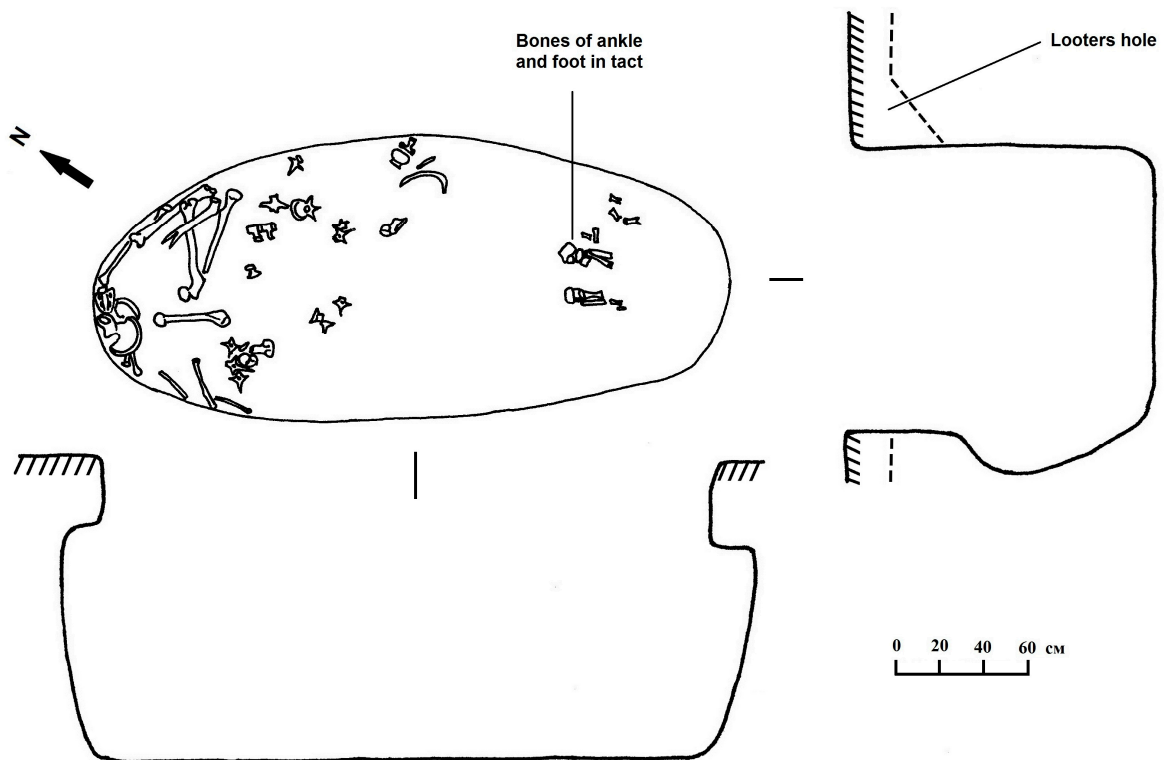 Bones of ankle
and foot in tact
Looters hole
N
0 20 40 60 см